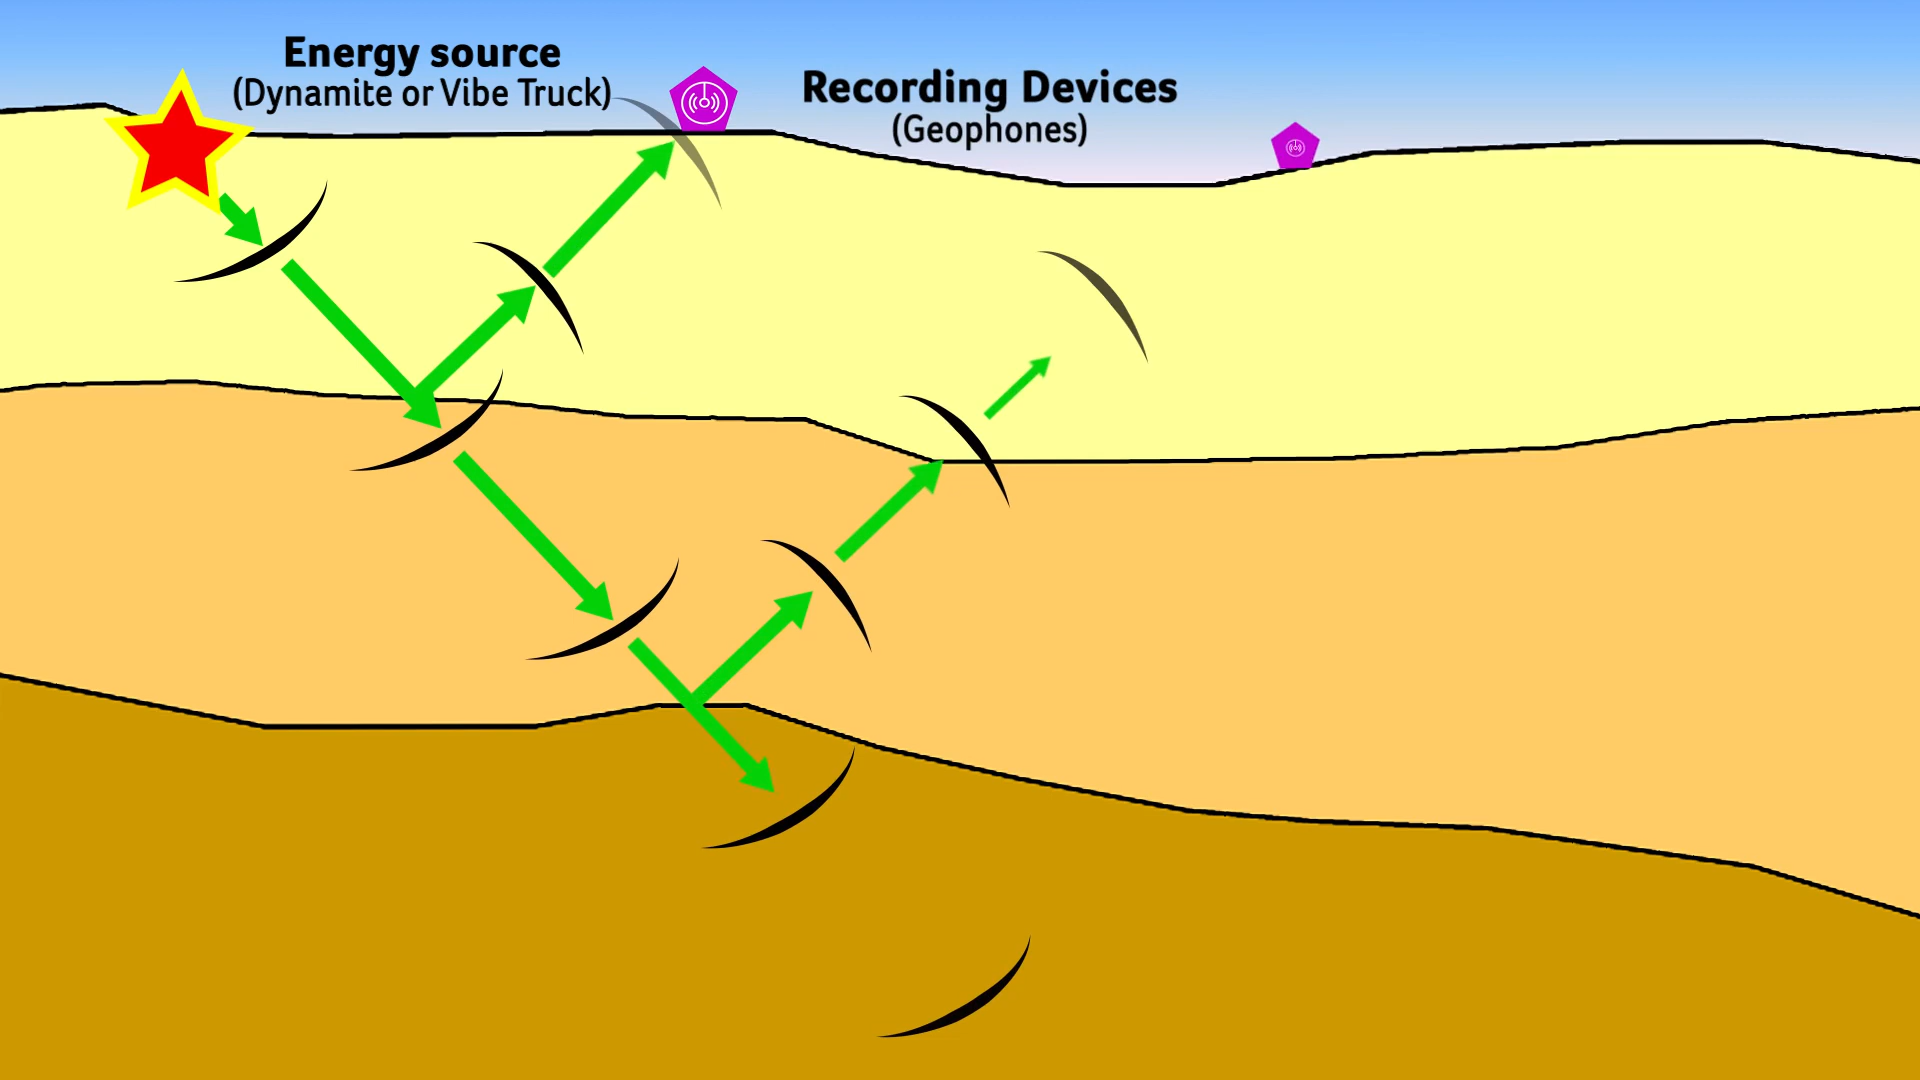 Energy source
(Dynamite or Vibe Truck)
Recording Devices
(Geophones)